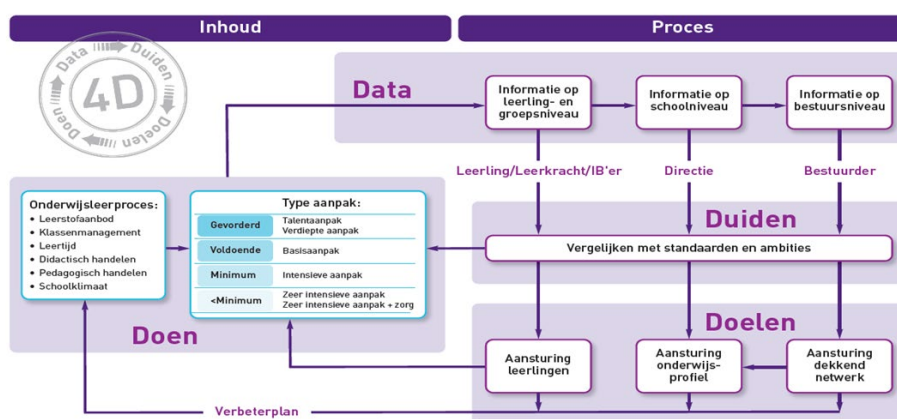 Inhoud
Proces
Data
Duiden
Doelen
Doen
4D
Data
Informatie op
leerling- en
groepsniveau
Informatie op
schoolniveau
Informatie op
bestuursniveau
Leerling/Leerkracht/IB'er
Directie
Bestuurder
Duiden
Vergelijken met standaarden en ambities
Onderwijsleerproces:
• Leerstofaanbod
• Klassenmanagement
• Leertijd
• Didactisch handelen
• Pedagogisch handelen
• Schoolklimaat
Type aanpak:
Gevorderd
Talentaanpak
Verdiepte aanpak
Voldoende
Basisaanpak
Minimum
Intensieve aanpak
<Minimum
Zeer intensieve aanpak
Zeer intensieve aanpak + zorg
Doen
Doelen
Aansturing
leerlingen
Aansturing
onderwijs-
profiel
Aansturing
dekkend
netwerk
Verbeterplan